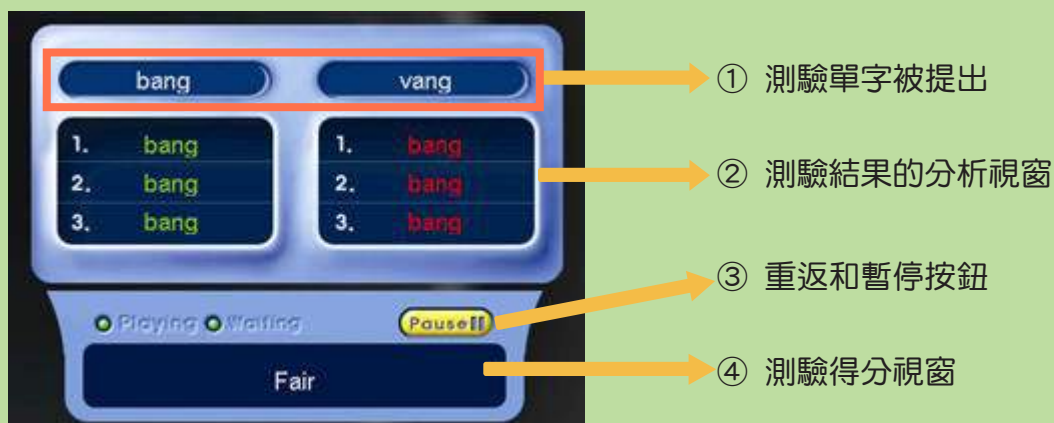 bang vang
① 測驗單字被提出
1. bang 1. bang
2. bang 2. bang
3. bang 3. bang
② 測驗結果的分析視窗
③ 重返和暫停按鈕
Playing Waiting Pause
④ 測驗得分視窗
Fair